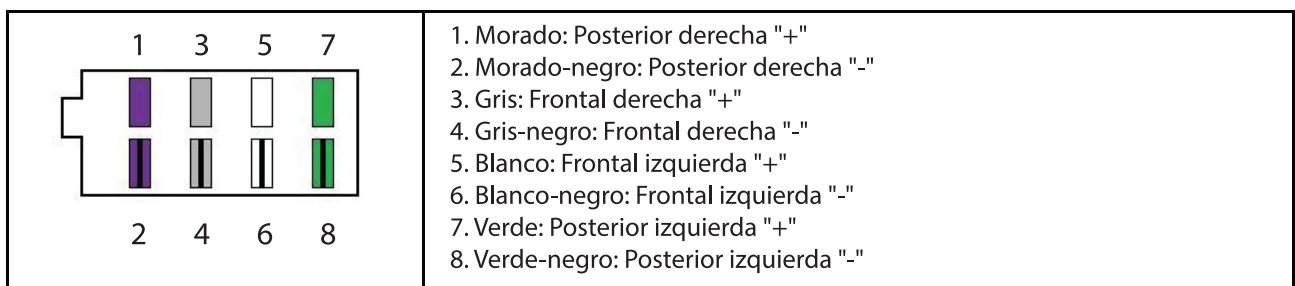 1 3 5 7
2 4 6 8
1. Morado: Posterior derecha "+"
2. Morado-negro: Posterior derecha "-"
3. Gris: Frontal derecha "+"
4. Gris-negro: Frontal derecha "-"
5. Blanco: Frontal izquierda "+"
6. Blanco-negro: Frontal izquierda "-"
7. Verde: Posterior izquierda "+"
8. Verde-negro: Posterior izquierda "-"